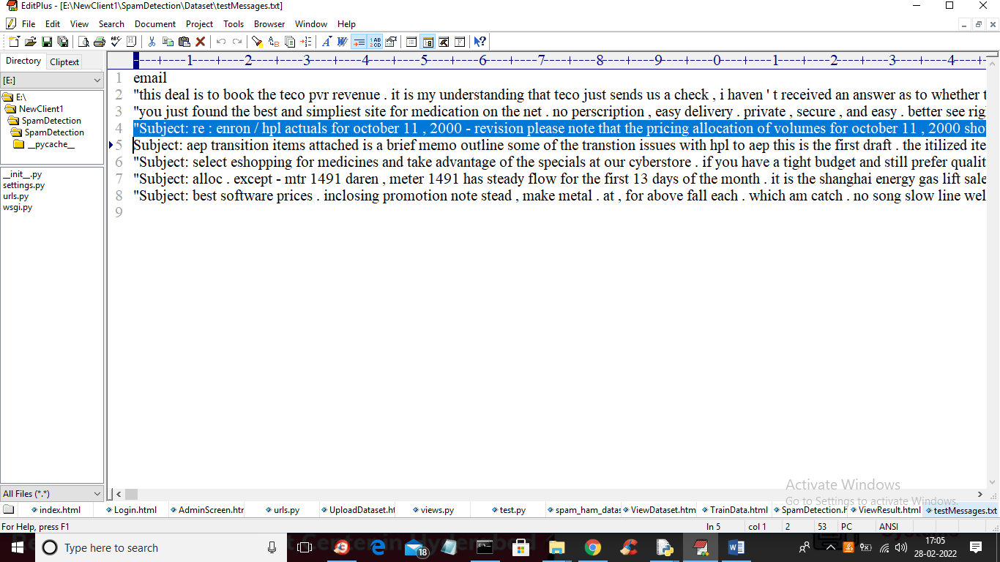 EditPlus - [E:\NewClient1\SpamDetection\Dataset\testMessages.txt]
File Edit View Search Document Project Tools Browser Window Help
Directory Cliptext
[E:]
E:\
NewClient1
SpamDetection
SpamDetection
__pycache__
__init__.py
settings.py
urls.py
wsgi.py
All Files (*.*)
----+----1----+----2----+----3----+----4----+----5----+----6----+----7----+----8----+----9----+----0----+----1----+----2----+----3----+----4---+
1 email
2 "this deal is to book the teco pvr revenue . it is my understanding that teco just sends us a check , i haven ' t received an answer as to whether t
3 "you just found the best and simpliest site for medication on the net . no perscription , easy delivery . private , secure , and easy . better see rig
4 "Subject: re : enron / hpl actuals for october 11 , 2000 - revision please note that the pricing allocation of volumes for october 11 , 2000 sho
5 Subject: aep transition items attached is a brief memo outline some of the transtion issues with hpl to aep this is the first draft . the itilized ite
6 "Subject: select eshopping for medicines and take advantage of the specials at our cyberstore . if you have a tight budget and still prefer qualit
7 "Subject: alloc . except - mtr 1491 daren , meter 1491 has steady flow for the first 13 days of the month . it is the shanghai energy gas lift sale
8 "Subject: best software prices . inclosing promotion note stead , make metal . at , for above fall each . which am catch . no song slow line wel
9
Activate Windows
Go to Settings to activate Windows.
index.html Login.html AdminScreen.htr urls.py UploadDataset.ht views.py test.py spam_ham_datas ViewDataset.htm TrainData.html SpamDetection.h ViewResult.html testMessages.txt
For Help, press F1 ln 5 col 1 2 53 PC ANSI
Type here to search
18
17:05
28-02-2022